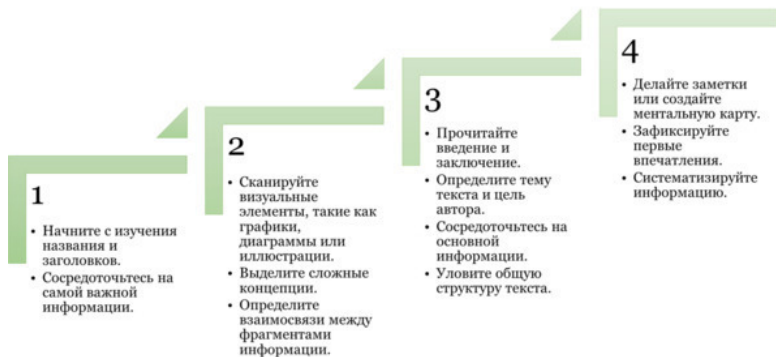 1
• Начните с изучения
названия и
заголовков.
• Сосредоточьтесь на
самой важной
информации.
2
• Сканируйте
визуальные
элементы, такие как
графики,
диаграммы или
иллюстрации.
• Выделите сложные
концепции.
• Определите
взаимосвязи между
фрагментами
информации.
3
• Прочитайте
введение и
заключение.
• Определите тему
текста и цель
автора.
• Сосредоточьтесь на
основной
информации.
• Уловите общую
структуру текста.
4
• Делайте заметки
или создайте
ментальную карту.
• Зафиксируйте
первые
впечатления.
• Систематизируйте
информацию.